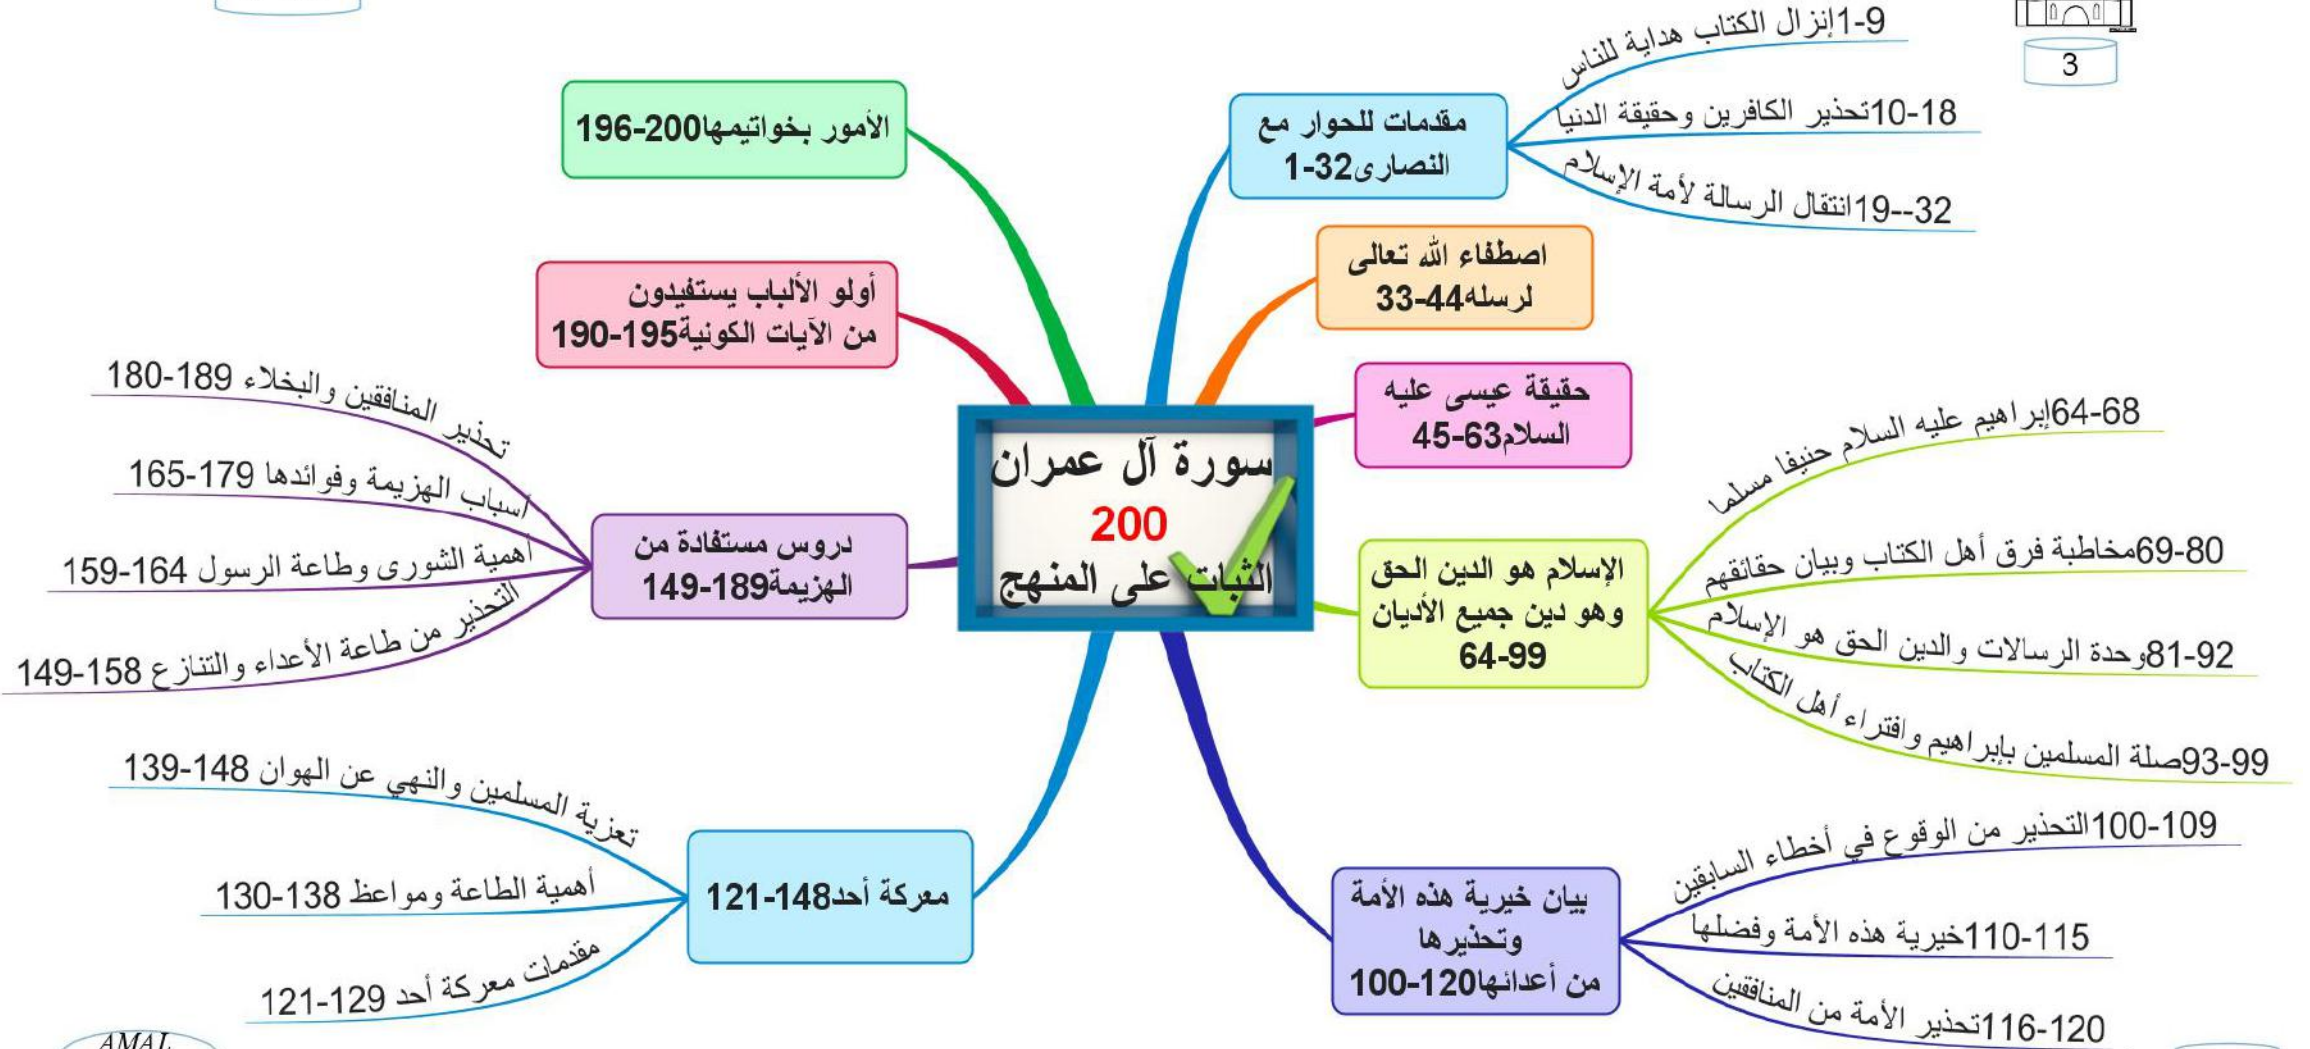 3
سورة آل عمران
200
الثبات على المنهج
مقدمات للحوار مع
النصارى1-32
1-9إنزال الكتاب هداية للناس
10-18تحذير الكافرين وحقيقة الدنيا
19--32انتقال الرسالة لأمة الإسلام
اصطفاء الله تعالى
لرسله33-44
حقيقة عيسى عليه
السلام45-63
الإسلام هو الدين الحق
وهو دين جميع الأديان
64-99
64-68إبراهيم عليه السلام حنيفا مسلما
69-80مخاطبة فرق أهل الكتاب وبيان حقائقهم
81-92وحدة الرسالات والدين الحق هو الإسلام
93-99صلة المسلمين بإبراهيم وافتراء أهل الكتاب
بيان خيرية هذه الأمة
وتحذيرها
من أعدائها100-120
100-109التحذير من الوقوع في أخطاء السابقين
110-115خيرية هذه الأمة وفضلها
116-120تحذير الأمة من المنافقين
معركة أحد121-148
تعزية المسلمين والنهي عن الهوان 139-148
أهمية الطاعة ومواعظ 130-138
مقدمات معركة أحد 121-129
دروس مستفادة من
الهزيمة149-189
تحذير المنافقين والبخلاء 180-189
أسباب الهزيمة وفوائدها 165-179
أهمية الشورى وطاعة الرسول 159-164
التحذير من طاعة الأعداء والتنازع 149-158
أولو الألباب يستفيدون
من الآيات الكونية190-195
الأمور بخواتيمها196-200
AMAL